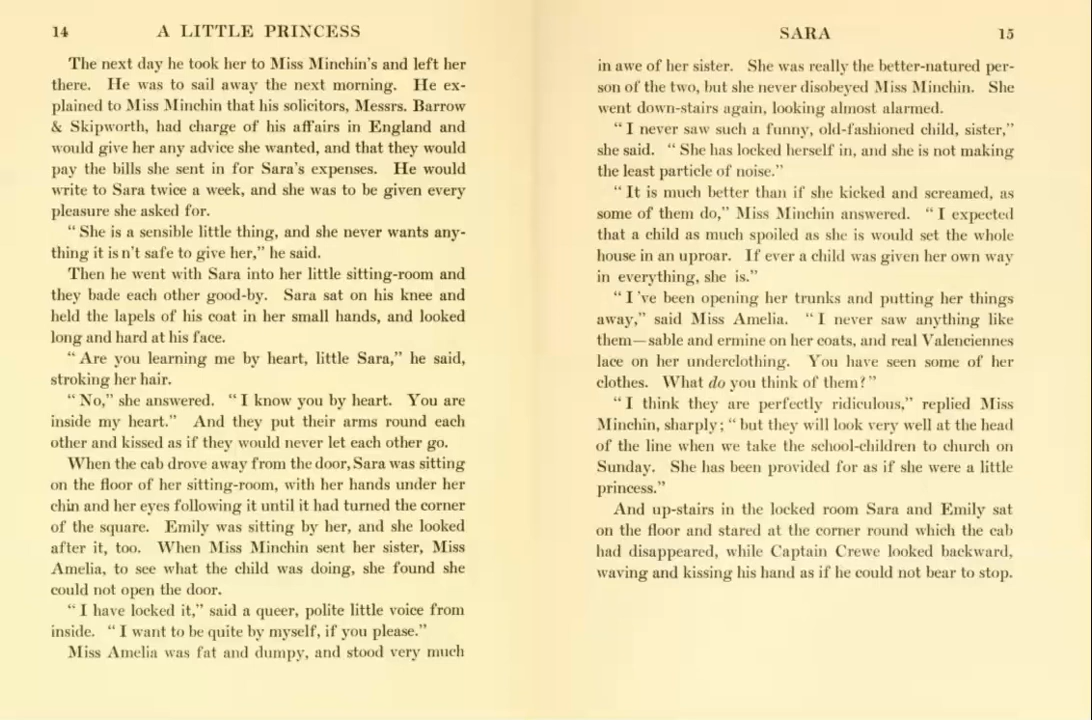 14 A LITTLE PRINCESS
The next day he took her to Miss Minchin's and left her
there. He was to sail away the next morning. He ex-
plained to Miss Minchin that his solicitors, Messrs. Barrow
& Skipworth, had charge of his affairs in England and
would give her any advice she wanted, and that they would
pay the bills she sent in for Sara's expenses. He would
write to Sara twice a week, and she was to be given every
pleasure she asked for.
"She is a sensible little thing, and she never wants any-
thing it is n't safe to give her," he said.
Then he went with Sara into her little sitting-room and
they bade each other good-by. Sara sat on his knee and
held the lapels of his coat in her small hands, and looked
long and hard at his face.
"Are you learning me by heart, little Sara," he said,
stroking her hair.
"No," she answered. "I know you by heart. You are
inside my heart." And they put their arms round each
other and kissed as if they would never let each other go.
When the cab drove away from the door, Sara was sitting
on the floor of her sitting-room, with her hands under her
chin and her eyes following it until it had turned the corner
of the square. Emily was sitting by her, and she looked
after it, too. When Miss Minchin sent her sister, Miss
Amelia, to see what the child was doing, she found she
could not open the door.
"I have locked it," said a queer, polite little voice from
inside. "I want to be quite by myself, if you please."
Miss Amelia was fat and dumpy, and stood very much
SARA 15
in awe of her sister. She was really the better-natured per-
son of the two, but she never disobeyed Miss Minchin. She
went down-stairs again, looking almost alarmed.
"I never saw such a funny, old-fashioned child, sister,"
she said. "She has locked herself in, and she is not making
the least particle of noise."
"It is much better than if she kicked and screamed, as
some of them do," Miss Minchin answered. "I expected
that a child as much spoiled as she is would set the whole
house in an uproar. If ever a child was given her own way
in everything, she is."
"I 've been opening her trunks and putting her things
away," said Miss Amelia. "I never saw anything like
them—sable and ermine on her coats, and real Valenciennes
lace on her underclothing. You have seen some of her
clothes. What do you think of them?"
"I think they are perfectly ridiculous," replied Miss
Minchin, sharply; "but they will look very well at the head
of the line when we take the school-children to church on
Sunday. She has been provided for as if she were a little
princess."
And up-stairs in the locked room Sara and Emily sat
on the floor and stared at the corner round which the cab
had disappeared, while Captain Crewe looked backward,
waving and kissing his hand as if he could not bear to stop.